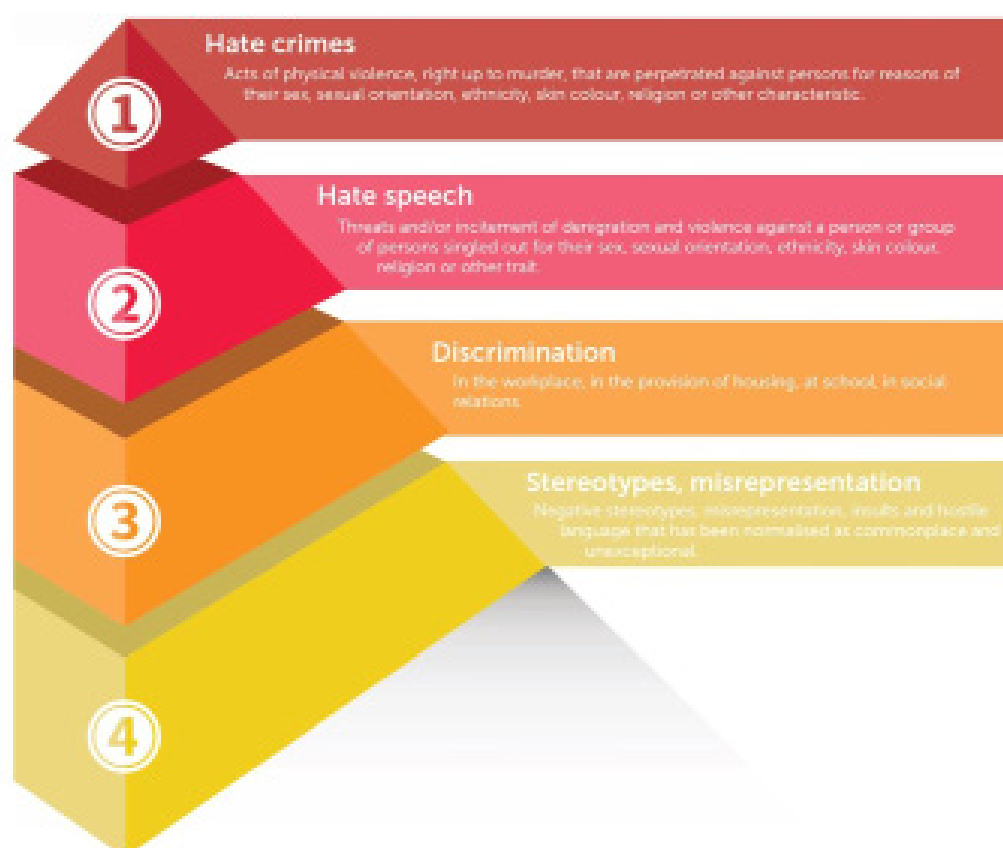 1
Hate crimes
Acts of physical violence, right up to murder, that are perpetrated against persons for reasons of
their sex, sexual orientation, ethnicity, skin colour, religion or other characteristic.
2
Hate speech
Threats and/or incitement of denigration and violence against a person or group
of persons singled out for their sex, sexual orientation, ethnicity, skin colour,
religion or other trait.
3
Discrimination
In the workplace, in the provision of housing, at school, in social
relations.
4
Stereotypes, misrepresentation
Negative stereotypes, misrepresentation, insults and hostile
language that has been normalised as commonplace and
unexceptional.